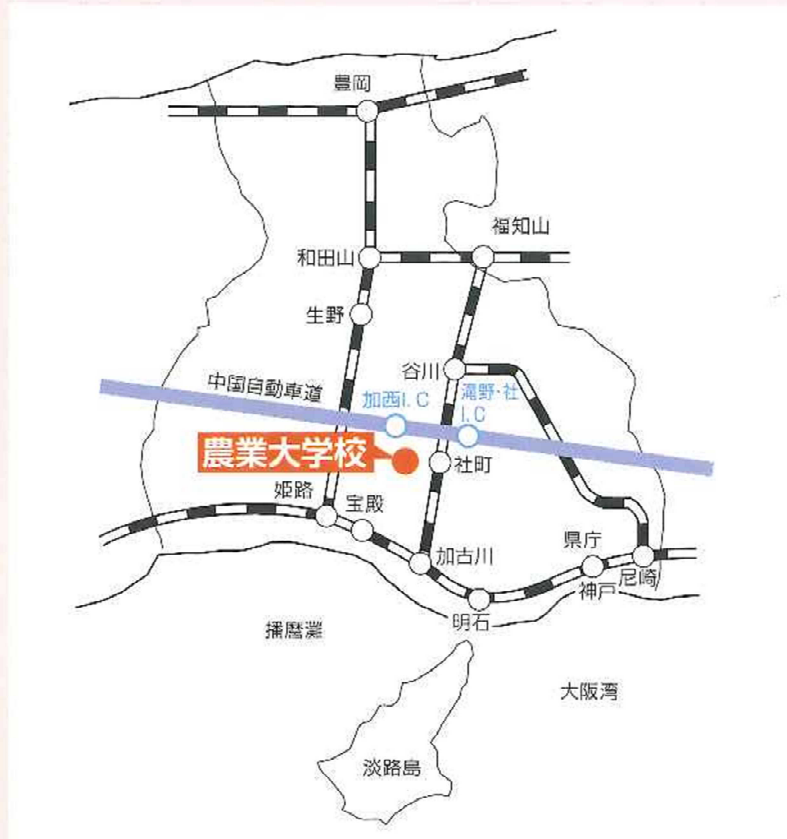 豊岡
福知山
和田山
生野
谷川
中国自動車道
加西I.C
滝野・社
I.C
農業大学校
社町
姫路
宝殿
加古川
県庁
神戸
尼崎
明石
播磨灘
大阪湾
淡路島